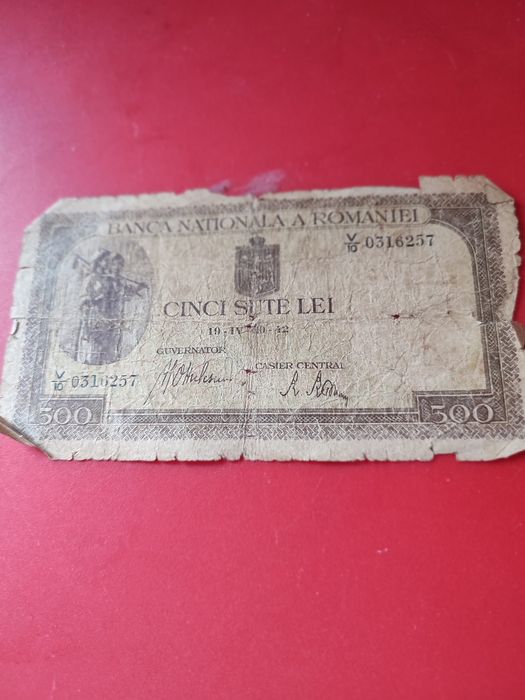 BANCA NATIONALA A ROMANIEI
V/10 0316257
CINCI SUTE LEI
GUVERNATOR
CASIER CENTRAL
V/10 0316257
500
500